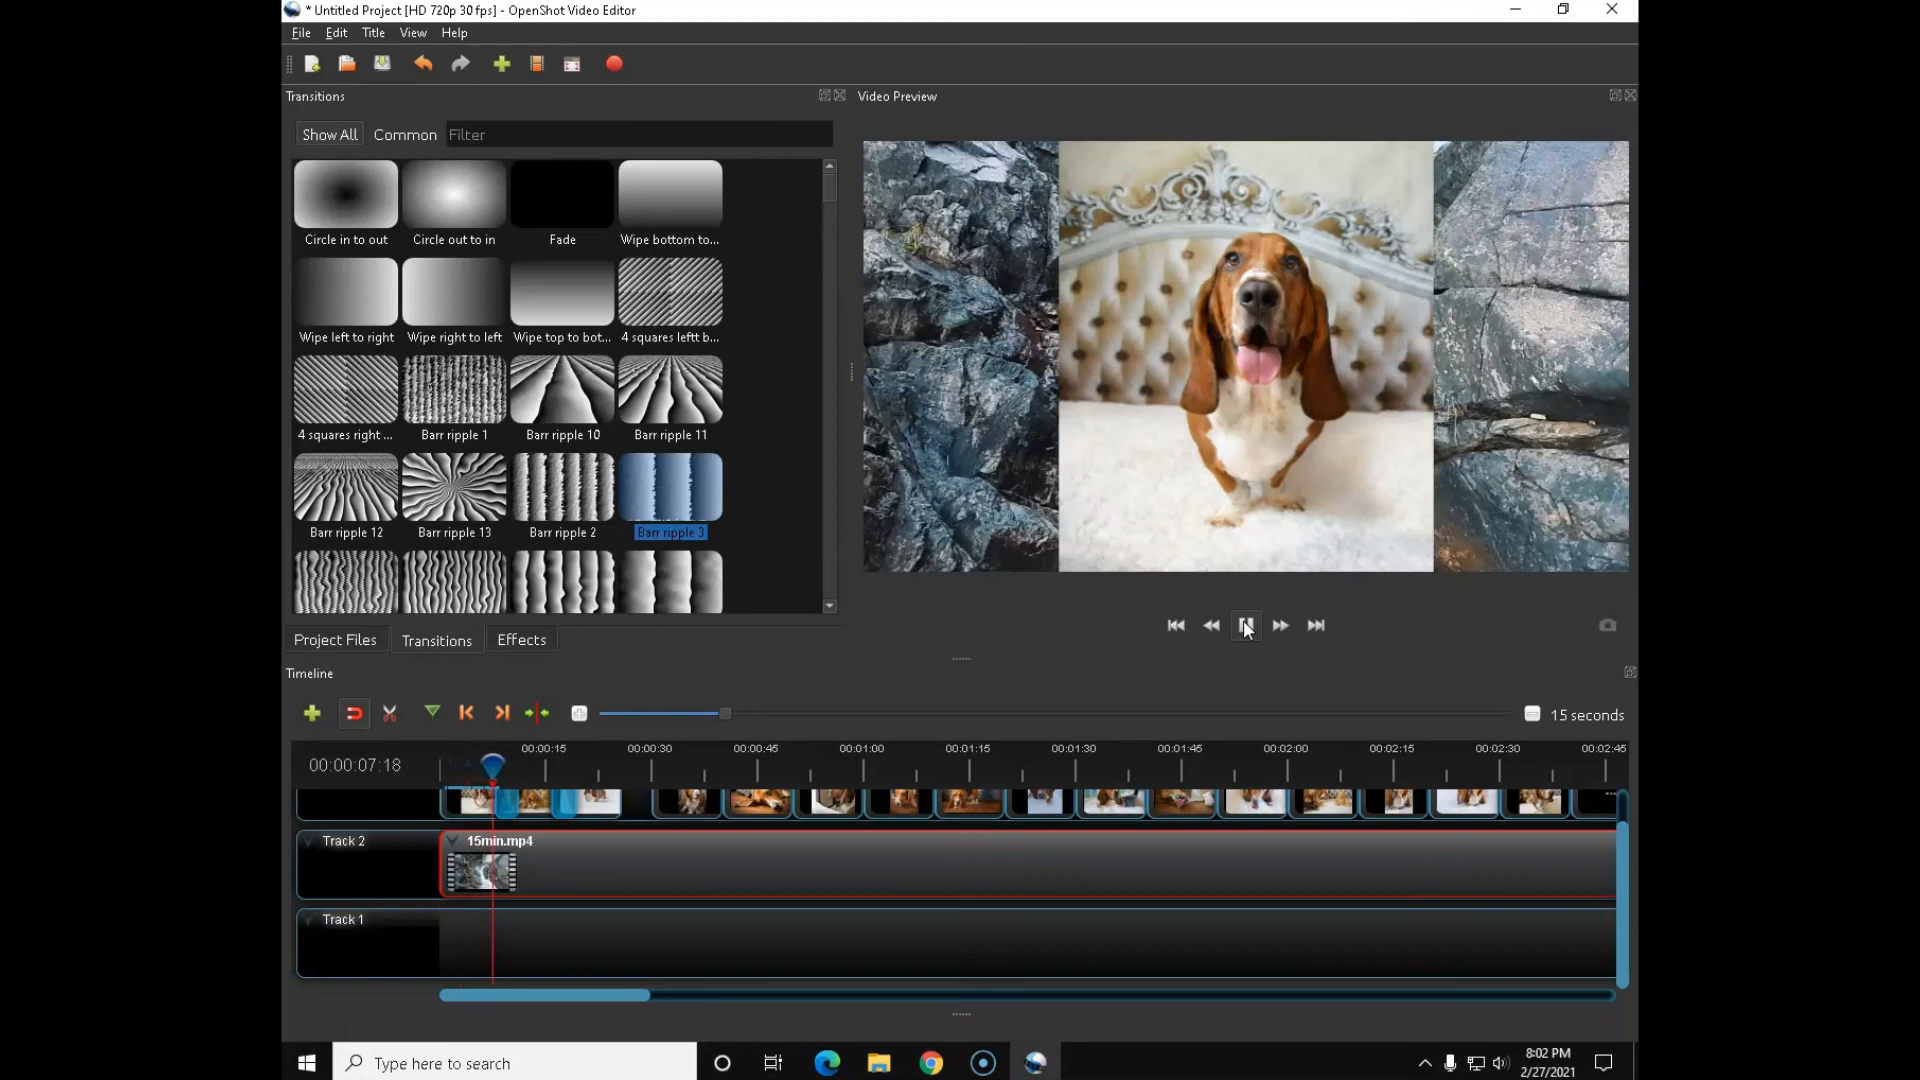 * Untitled Project [HD 720p 30 fps] - OpenShot Video Editor
File Edit Title View Help
Transitions
Video Preview
Show All Common Filter
Circle in to out Circle out to in Fade Wipe bottom to...
Wipe left to right Wipe right to left Wipe top to bot... 4 squares leftt b...
4 squares right ... Barr ripple 1 Barr ripple 10 Barr ripple 11
Barr ripple 12 Barr ripple 13 Barr ripple 2 Barr ripple 3
Project Files Transitions Effects
Timeline
15 seconds
00:00:07:18
00:00:15 00:00:30 00:00:45 00:01:00 00:01:15 00:01:30 00:01:45 00:02:00 00:02:15 00:02:30 00:02:45
Track 2 15min.mp4
Track 1
Type here to search
8:02 PM
2/27/2021